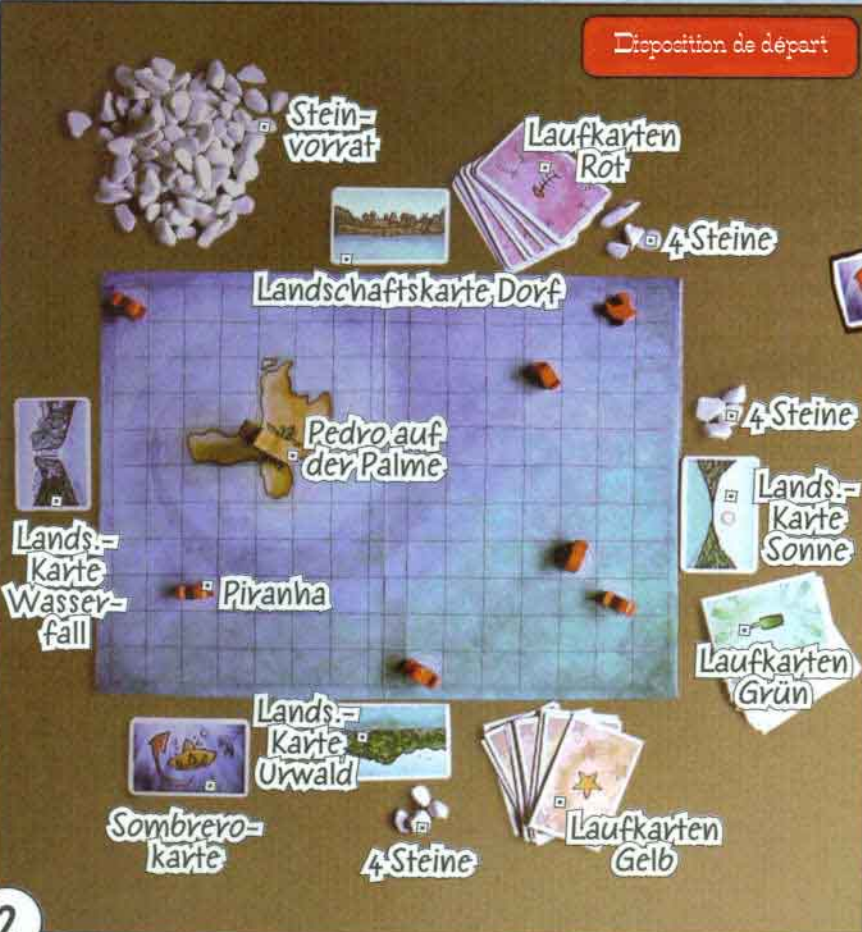 Disposition de départ
Stein-
vorrat
Laufkarten
Rot
4 Steine
Landschaftskarte Dorf
4 Steine
Pedro auf
der Palme
Lands.-
Karte
Sonne
Lands.-
Karte
Wasser-
fall
Piranha
Laufkarten
Grün
Lands.-
Karte
Urwald
Sombrero-
karte
4 Steine
Laufkarten
Gelb
2